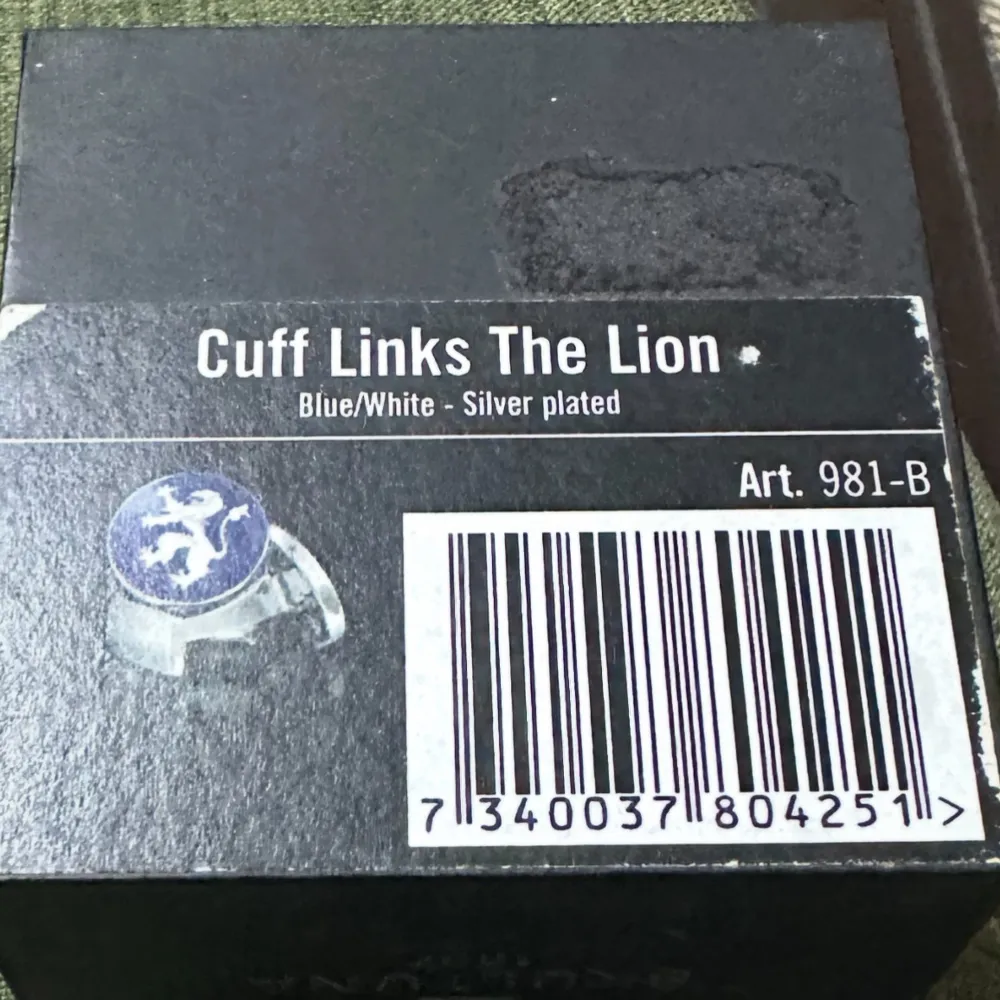 Cuff Links The Lion
Blue/White - Silver plated
Art. 981-B
7 340037 804251 >